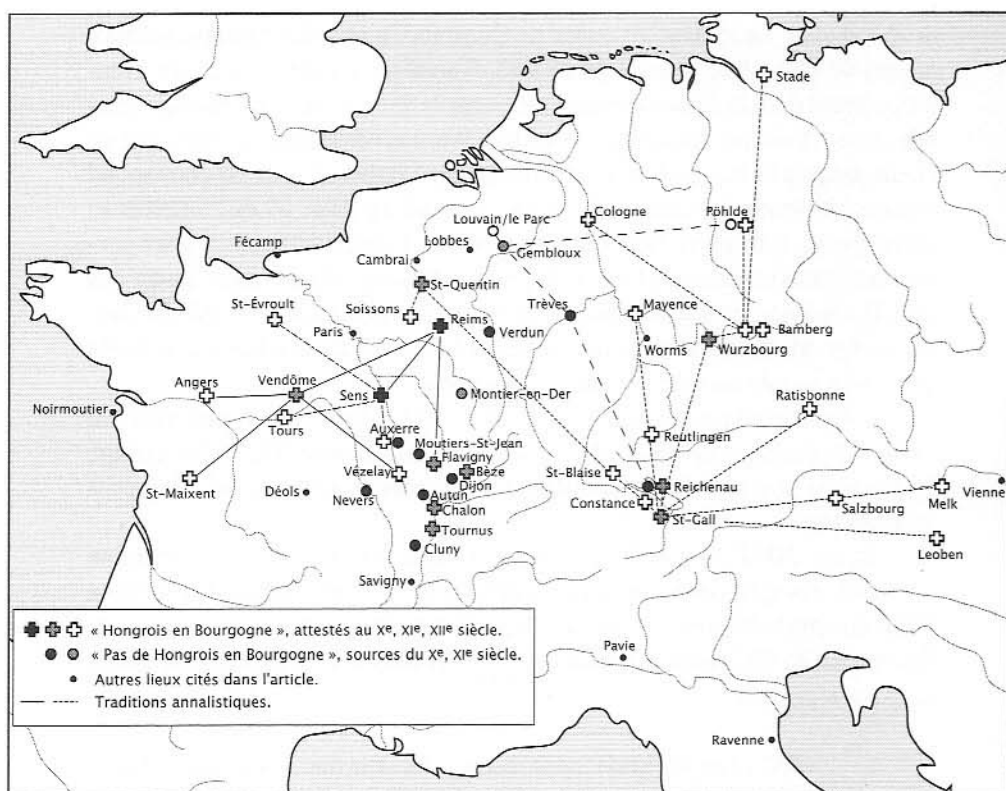 Stade
Cologne
Pöhlde
Louvain/le Parc
Lobbes
Gembloux
Fécamp
Cambrai
St-Quentin
St-Évroult
Soissons
Reims
Trèves
Mayence
Paris
Verdun
Worms
Bamberg
Wurzbourg
Angers
Vendôme
Sens
Montier-en-Der
Ratisbonne
Noirmoutier
Tours
Auxerre
Moutiers-St-Jean
Reutlingen
Flavigny
St-Maixent
Vézelay
Bèze
St-Blaise
Dijon
Reichenau
Déols
Nevers
Autun
Constance
Salzbourg
Melk
Vienne
Chalon
St-Gall
Tournus
Leoben
Cluny
Savigny
« Hongrois en Bourgogne », attestés au Xe, XIe, XIIe siècle.
« Pas de Hongrois en Bourgogne », sources du Xe, XIe siècle.
Autres lieux cités dans l'article.
Traditions annalistiques.
Pavie
Ravenne